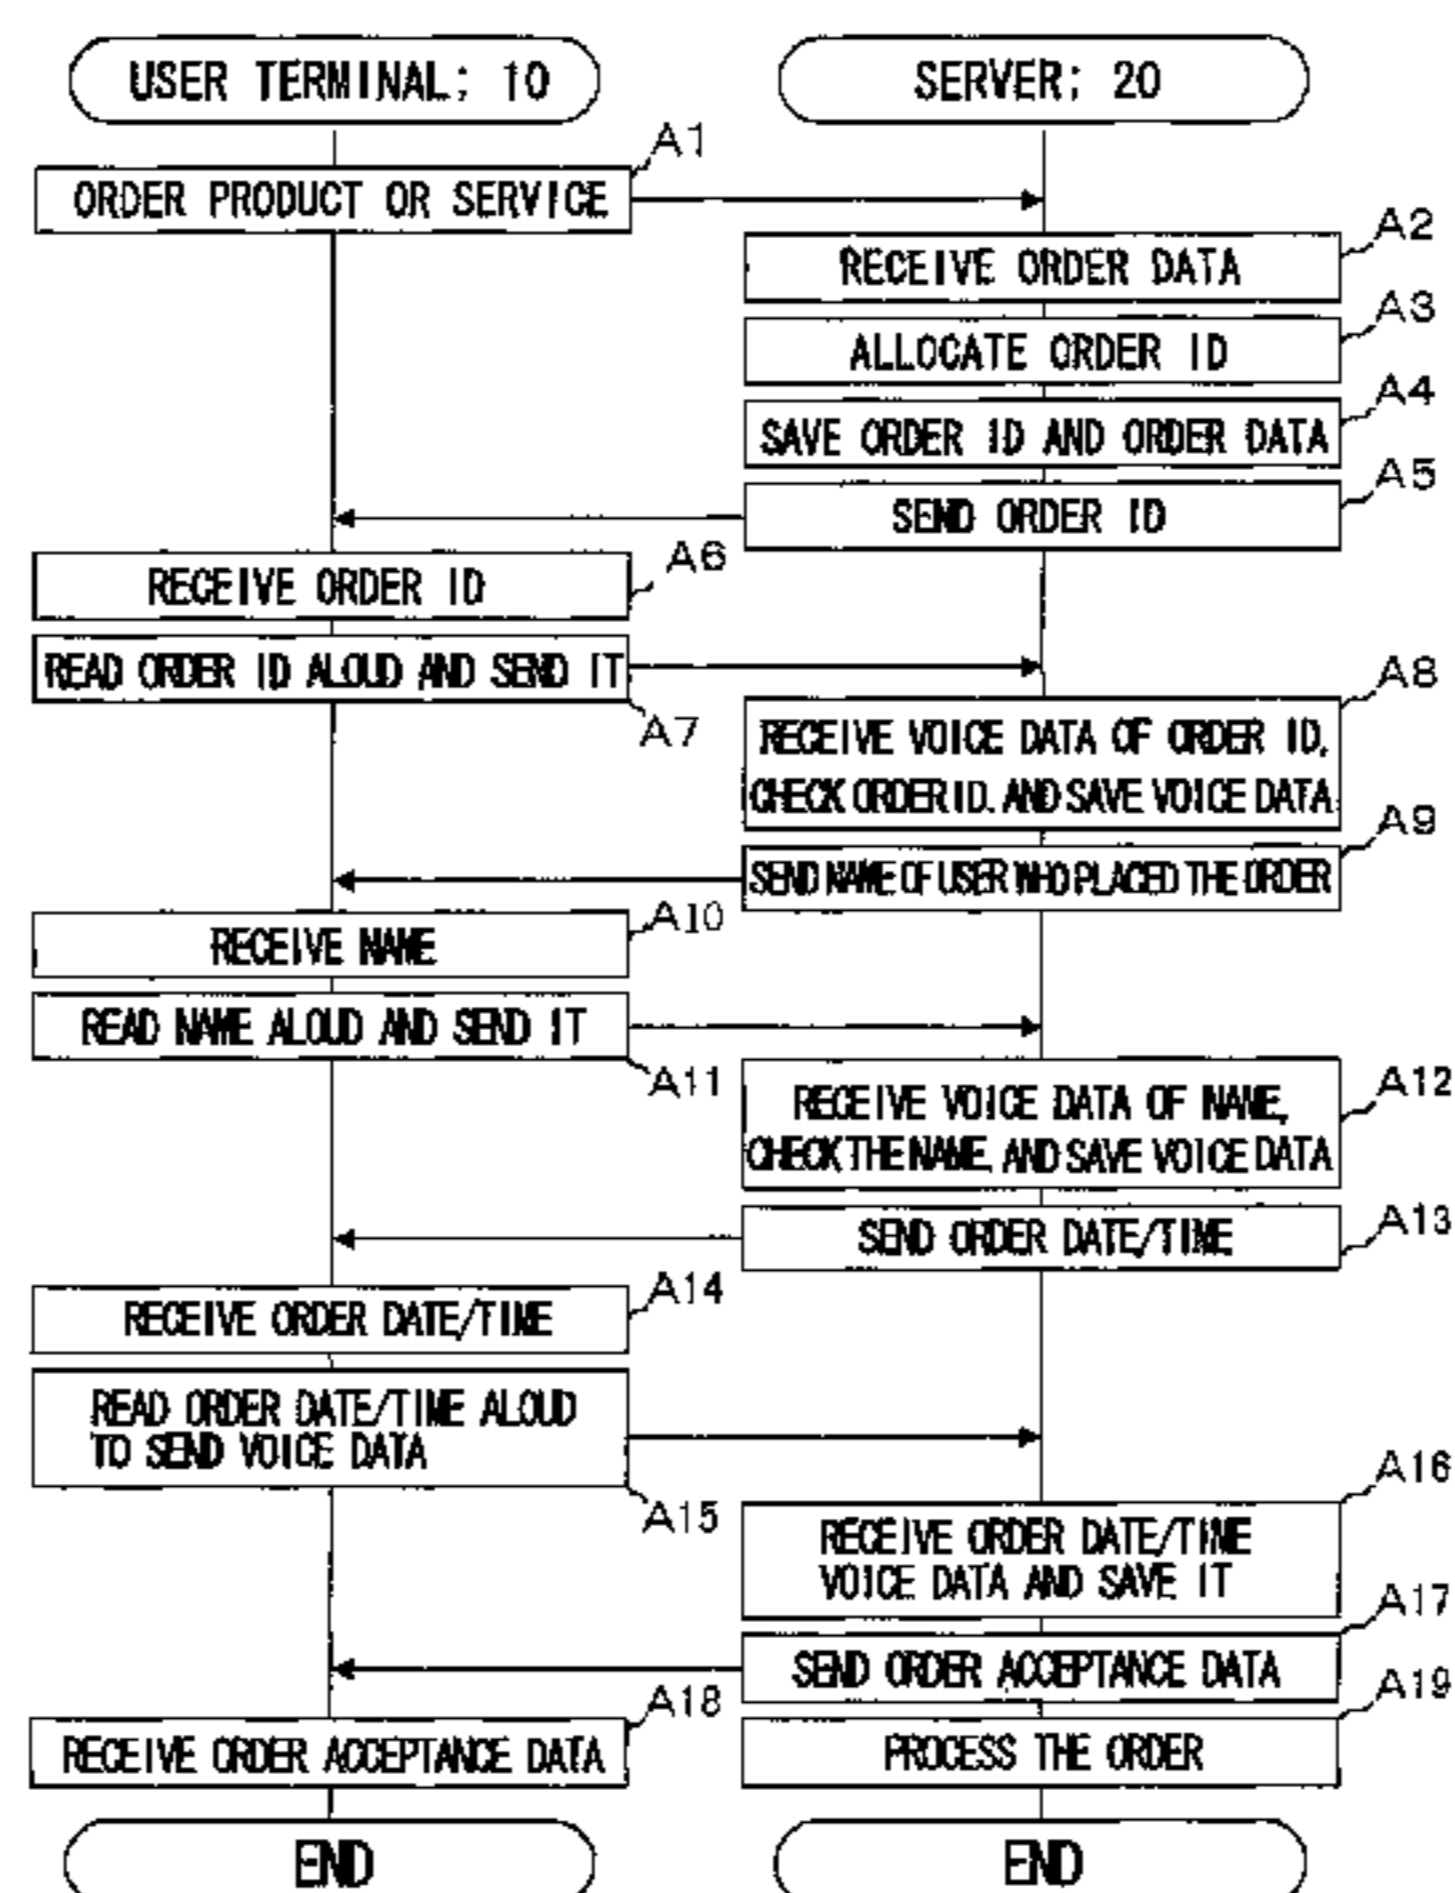 USER TERMINAL; 10
SERVER; 20
A1
ORDER PRODUCT OR SERVICE
A2
RECEIVE ORDER DATA
A3
ALLOCATE ORDER ID
A4
SAVE ORDER ID AND ORDER DATA
A5
SEND ORDER ID
A6
RECEIVE ORDER ID
READ ORDER ID ALOUD AND SEND IT
A7
A8
RECEIVE VOICE DATA OF ORDER ID,
CHECK ORDER ID, AND SAVE VOICE DATA
A9
SEND NAME OF USER WHO PLACED THE ORDER
A10
RECEIVE NAME
READ NAME ALOUD AND SEND IT
A11
A12
RECEIVE VOICE DATA OF NAME,
CHECK THE NAME, AND SAVE VOICE DATA
A13
SEND ORDER DATE/TIME
A14
RECEIVE ORDER DATE/TIME
READ ORDER DATE/TIME ALOUD
TO SEND VOICE DATA
A15
A16
RECEIVE ORDER DATE/TIME
VOICE DATA AND SAVE IT
A17
SEND ORDER ACCEPTANCE DATA
A18
RECEIVE ORDER ACCEPTANCE DATA
A19
PROCESS THE ORDER
END
END